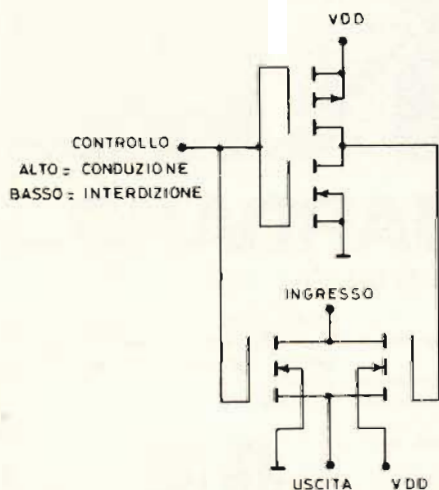 VDD
CONTROLLO
ALTO = CONDUZIONE
BASSO = INTERDIZIONE
INGRESSO
USCITA VDD